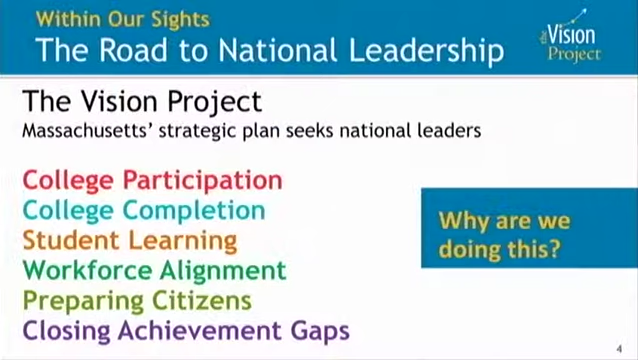 Within Our Sights
The Road to National Leadership
the Vision
Project
The Vision Project
Massachusetts' strategic plan seeks national leaders
College Participation
College Completion
Student Learning
Workforce Alignment
Preparing Citizens
Closing Achievement Gaps
Why are we
doing this?
4